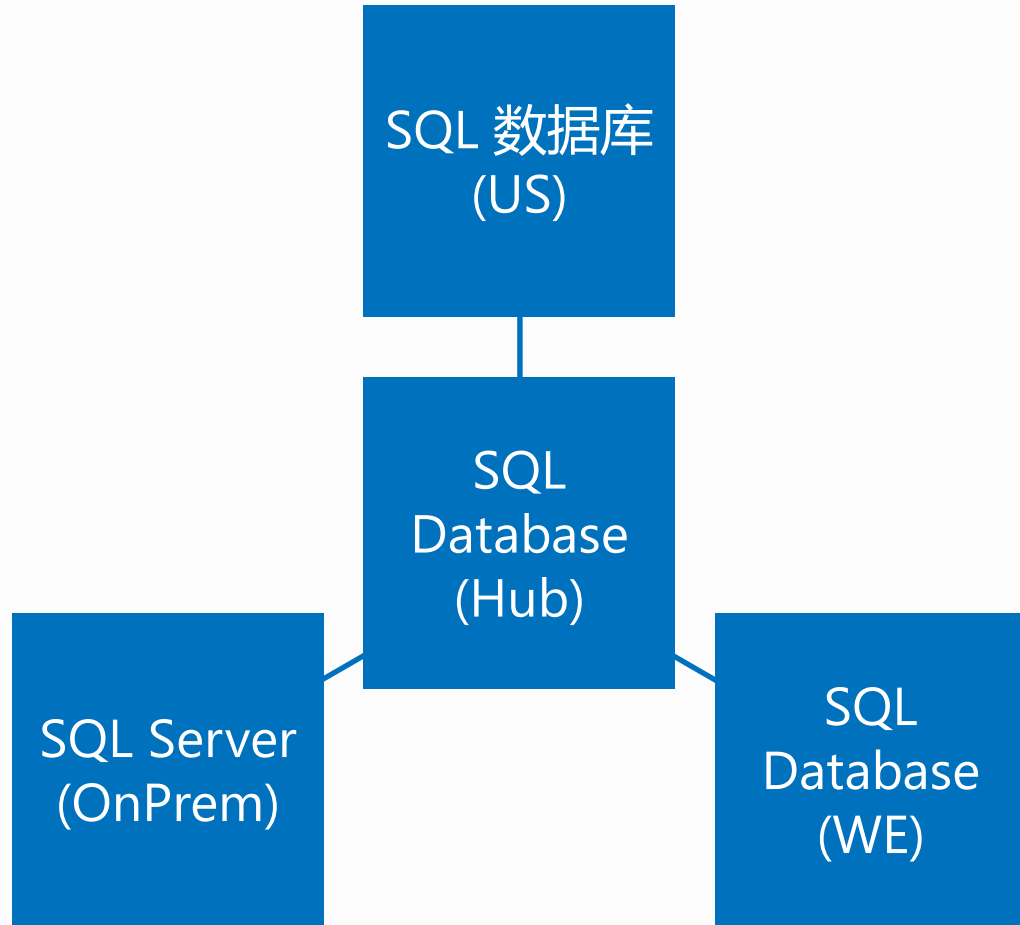 SQL 数据库
(US)
SQL
Database
(Hub)
SQL Server
(OnPrem)
SQL
Database
(WE)